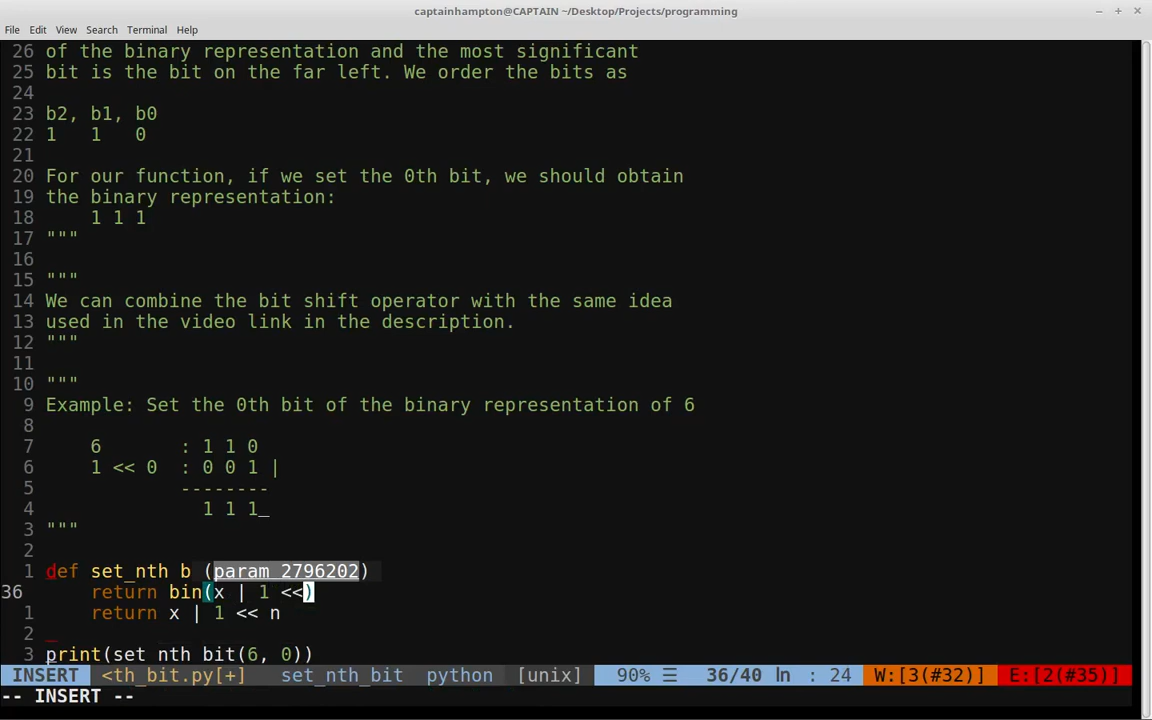 captainhampton@CAPTAIN ~/Desktop/Projects/programming
File Edit View Search Terminal Help
26 of the binary representation and the most significant
25 bit is the bit on the far left. We order the bits as
24
23 b2, b1, b0
22 1 1 0
21
20 For our function, if we set the 0th bit, we should obtain
19 the binary representation:
18 1 1 1
17 """
16
15 """
14 We can combine the bit shift operator with the same idea
13 used in the video link in the description.
12 """
11
10 """
9 Example: Set the 0th bit of the binary representation of 6
8
7 6 : 1 1 0
6 1 << 0 : 0 0 1 |
5 --------
4 1 1 1_
3 """
2
1 def set_nth b (param 2796202)
36 return bin(x | 1 <<)
1 return x | 1 << n
2 _
3 print(set nth bit(6, 0))
INSERT <th_bit.py[+] set_nth_bit python [unix] 90% ☰ 36/40 ln : 24 W:[3(#32)] E:[2(#35)]
-- INSERT --